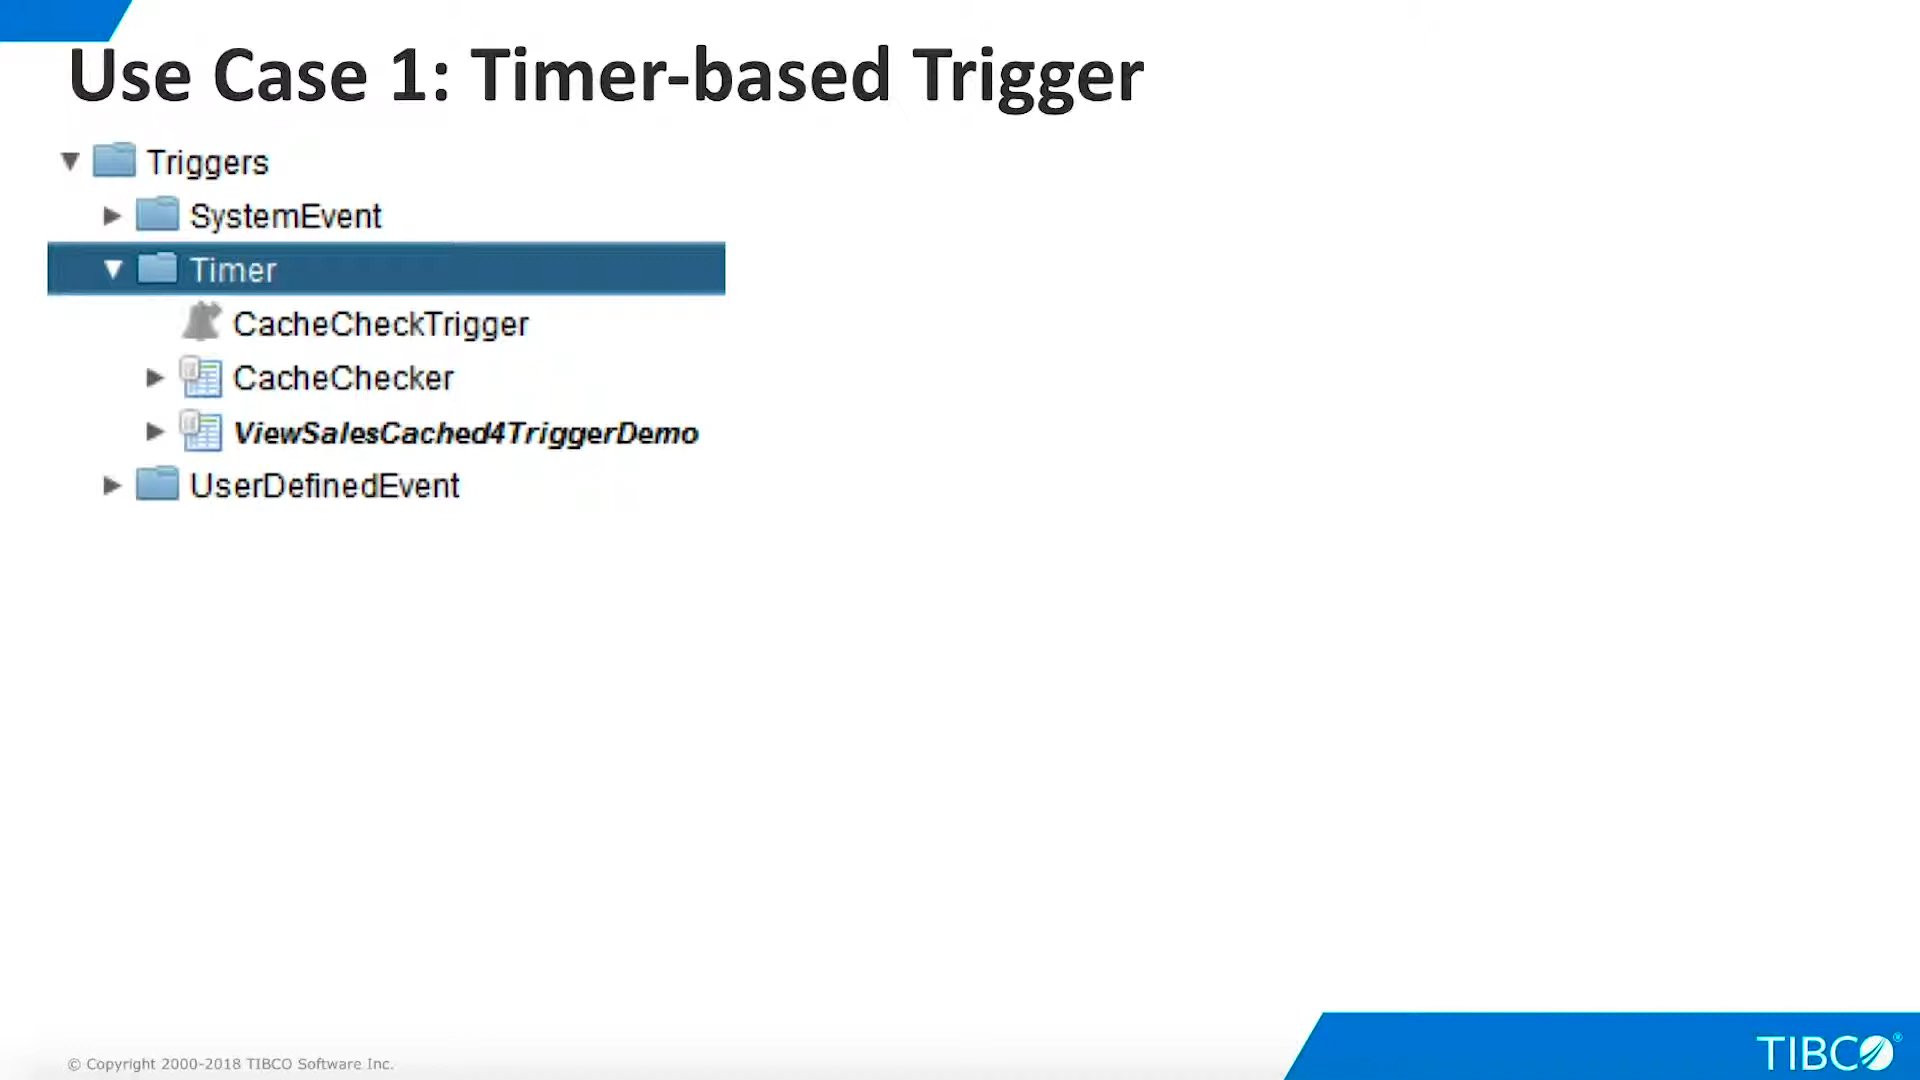 Use Case 1: Timer-based Trigger
Triggers
SystemEvent
Timer
CacheCheckTrigger
CacheChecker
ViewSalesCached4TriggerDemo
UserDefinedEvent
© Copyright 2000-2018 TIBCO Software Inc.
TIBCO®